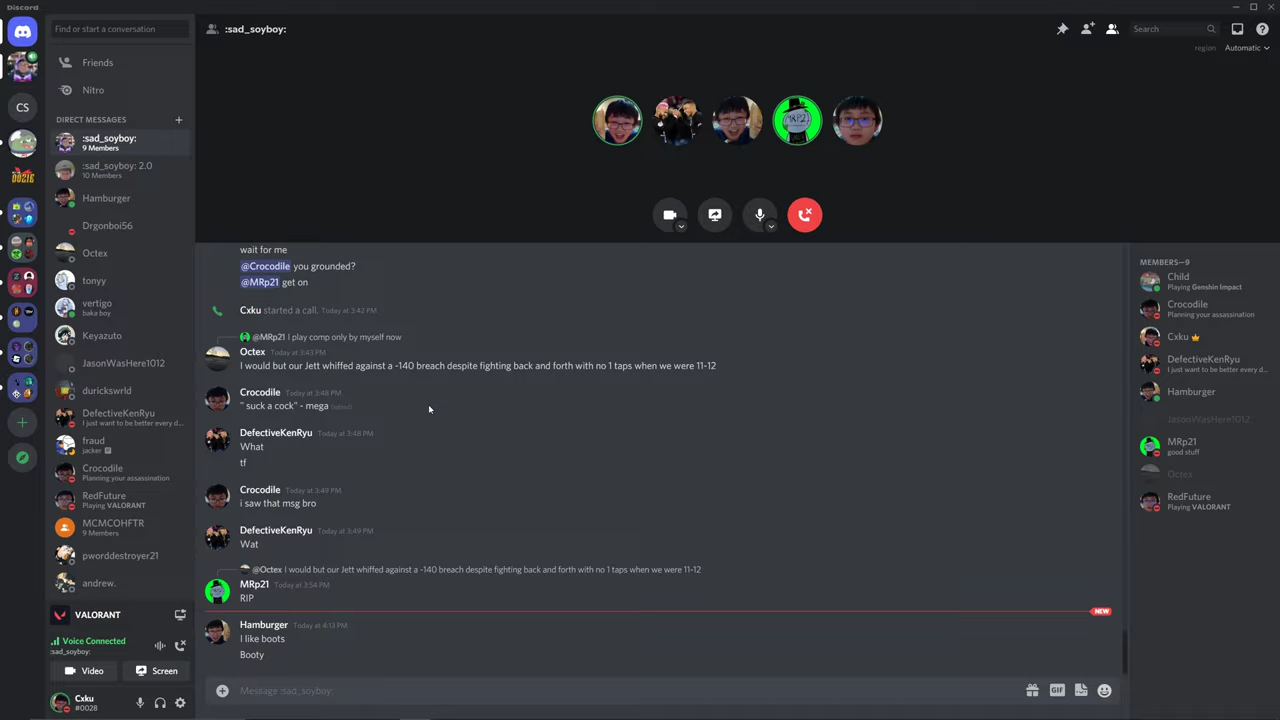 Discord
Find or start a conversation
:sad_soyboy:
Search
region Automatic
Friends
Nitro
CS
DIRECT MESSAGES
:sad_soyboy:
9 Members
:sad_soyboy: 2.0
10 Members
Hamburger
Drgonboi56
Octex
tonyy
vertigo
baka boy
Keyazuto
JasonWasHere1012
durickswrld
DefectiveKenRyu
I just want to be better every d...
fraud
jacker
Crocodile
Planning your assassination
RedFuture
Playing VALORANT
MCMCOHFTR
9 Members
pworddestroyer21
andrew.
VALORANT
Voice Connected
:sad_soyboy:
Video
Screen
Cxku
#0028
MRP21
wait for me
@Crocodile you grounded?
@MRp21 get on
Cxku started a call. Today at 3:42 PM
@MRp21 I play comp only by myself now
Octex Today at 3:43 PM
I would but our Jett whiffed against a -140 breach despite fighting back and forth with no 1 taps when we were 11-12
Crocodile Today at 3:48 PM
" suck a cock" - mega (edited)
DefectiveKenRyu Today at 3:48 PM
What
tf
Crocodile Today at 3:49 PM
i saw that msg bro
DefectiveKenRyu Today at 3:49 PM
Wat
@Octex I would but our Jett whiffed against a -140 breach despite fighting back and forth with no 1 taps when we were 11-12
MRp21 Today at 3:54 PM
RIP
NEW
Hamburger Today at 4:13 PM
I like boots
Booty
Message :sad_soyboy:
GIF
MEMBERS—9
Child
Playing Genshin Impact
Crocodile
Planning your assassination
Cxku
DefectiveKenRyu
I just want to be better every d...
Hamburger
JasonWasHere1012
MRp21
good stuff
Octex
RedFuture
Playing VALORANT